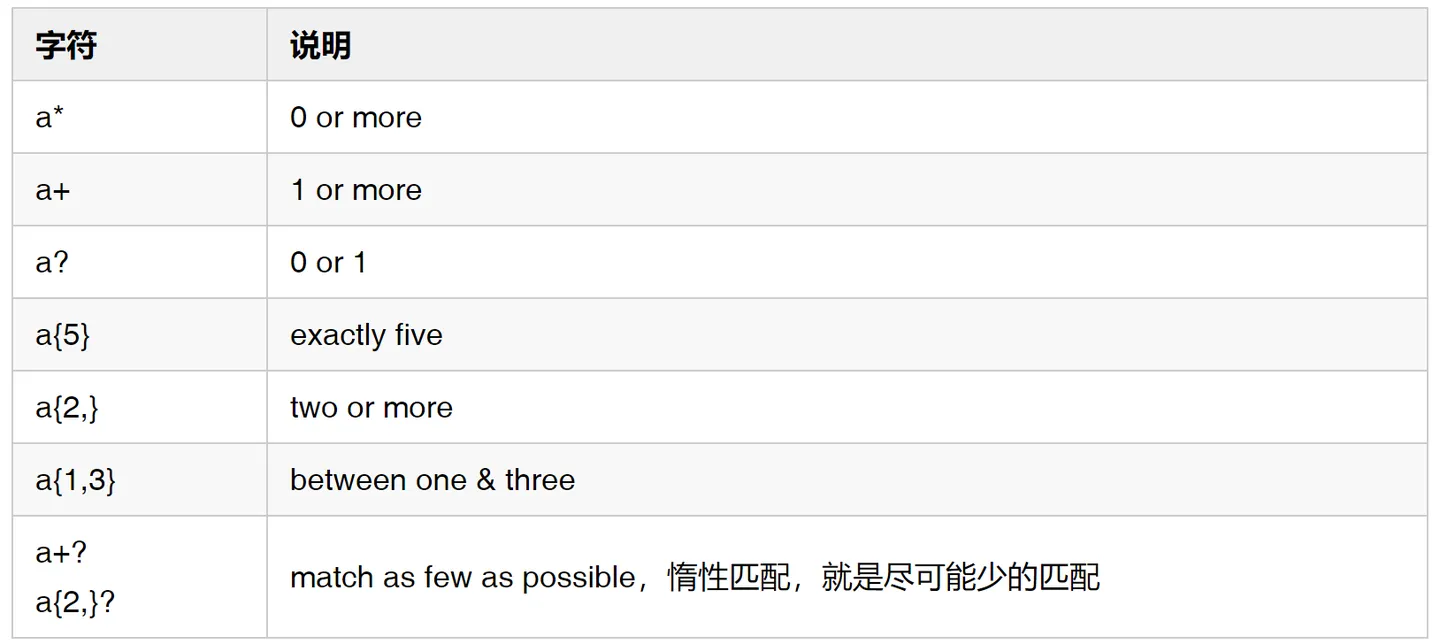 字符 说明
a* 0 or more
a+ 1 or more
a? 0 or 1
a{5} exactly five
a{2,} two or more
a{1,3} between one & three
a+?
a{2,}?
match as few as possible，惰性匹配，就是尽可能少的匹配